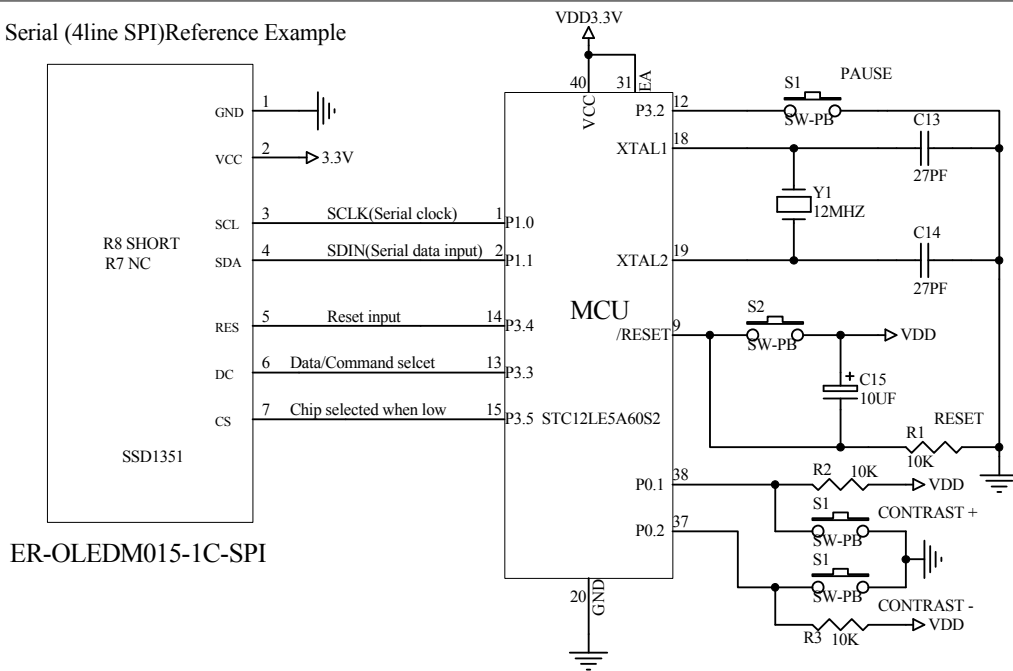 Serial (4line SPI)Reference Example
VDD3.3V
40
31
VCC
EA
GND
1
VCC
2
3.3V
SCL
3
SCLK(Serial clock)
1
P1.0
SDA
4
SDIN(Serial data input)
2
P1.1
R8 SHORT
R7 NC
RES
5
Reset input
14
P3.4
DC
6
Data/Command selcet
13
P3.3
CS
7
Chip selected when low
15
P3.5
SSD1351
ER-OLEDM015-1C-SPI
MCU
STC12LE5A60S2
P3.2
12
S1
PAUSE
SW-PB
XTAL1
18
C13
27PF
Y1
12MHZ
XTAL2
19
C14
27PF
/RESET
9
S2
SW-PB
VDD
C15
10UF
+
RESET
R1
10K
P0.1
38
R2
10K
VDD
S1
CONTRAST +
SW-PB
P0.2
37
S1
SW-PB
CONTRAST -
R3
10K
VDD
20
GND